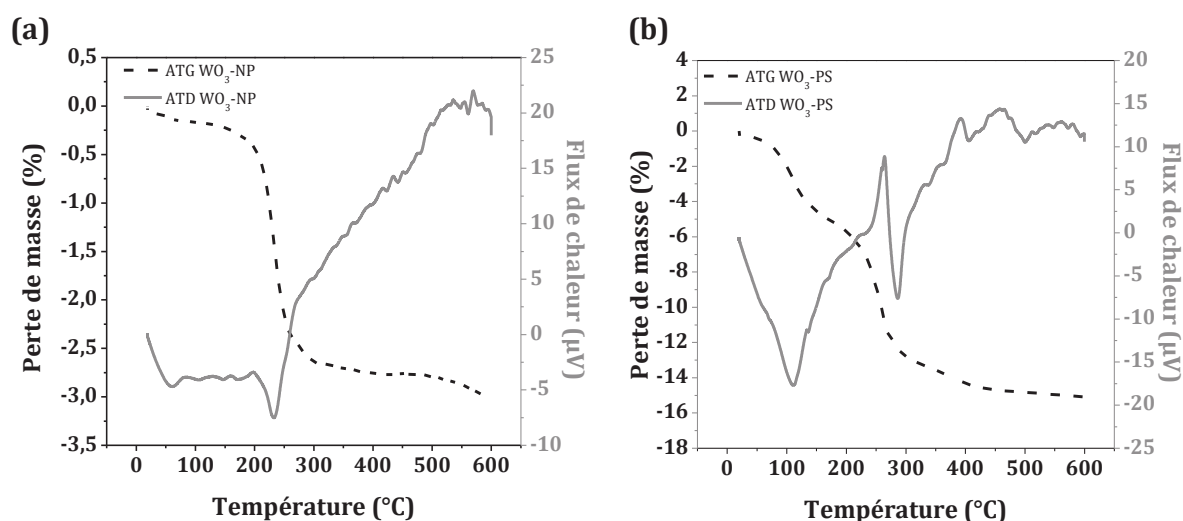 (a)
0,5
0,0
-0,5
-1,0
-1,5
-2,0
-2,5
-3,0
-3,5
Perte de masse (%)
ATG WO3-NP
ATD WO3-NP
25
20
15
10
5
0
-5
-10
Flux de chaleur (µV)
0 100 200 300 400 500 600
Température (°C)
(b)
4
2
0
-2
-4
-6
-8
-10
-12
-14
-16
-18
Perte de masse (%)
ATG WO3-PS
ATD WO3-PS
20
15
10
5
0
-5
-10
-15
-20
-25
Flux de chaleur (µV)
0 100 200 300 400 500 600
Température (°C)